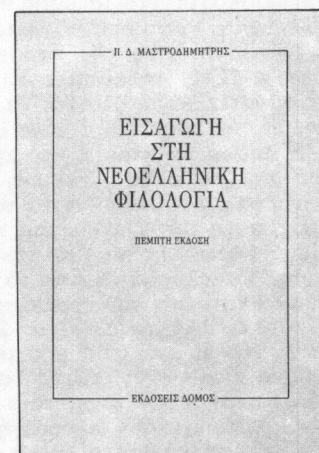 Π. Δ. ΜΑΣΤΡΟΔΗΜΗΤΡΗΣ
ΕΙΣΑΓΩΓΗ
ΣΤΗ
ΝΕΟΕΛΛΗΝΙΚΗ
ΦΙΛΟΛΟΓΙΑ
ΠΕΜΠΤΗ ΕΚΔΟΣΗ
ΕΚΔΟΣΕΙΣ ΔΟΜΟΣ